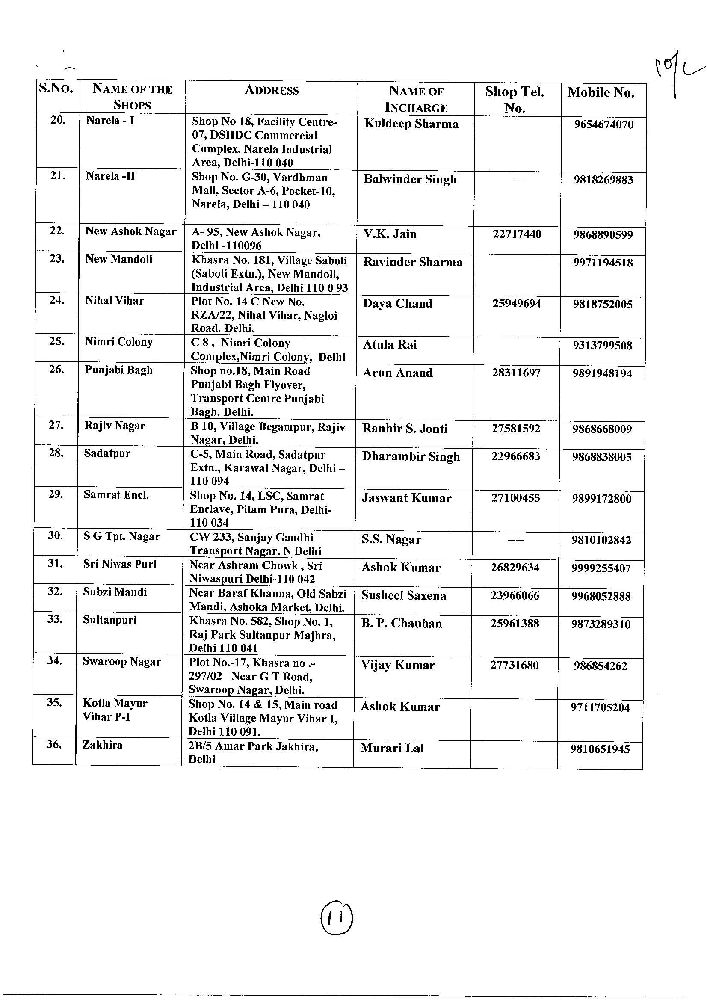 S.NO. NAME OF THE SHOPS ADDRESS NAME OF INCHARGE Shop Tel. No. Mobile No.
20. Narela - I Shop No 18, Facility Centre- Kuldeep Sharma 9654674070
07, DSIIDC Commercial
Complex, Narela Industrial
Area, Delhi-110 040
21. Narela -II Shop No. G-30, Vardhman Balwinder Singh ---- 9818269883
Mall, Sector A-6, Pocket-10,
Narela, Delhi – 110 040
22. New Ashok Nagar A- 95, New Ashok Nagar, V.K. Jain 22717440 9868890599
Delhi -110096
23. New Mandoli Khasra No. 181, Village Saboli Ravinder Sharma 9971194518
(Saboli Extn.), New Mandoli,
Industrial Area, Delhi 110 0 93
24. Nihal Vihar Plot No. 14 C New No. Daya Chand 25949694 9818752005
RZA/22, Nihal Vihar, Nagloi
Road. Delhi.
25. Nimri Colony C 8 , Nimri Colony Atula Rai 9313799508
Complex,Nimri Colony, Delhi
26. Punjabi Bagh Shop no.18, Main Road Arun Anand 28311697 9891948194
Punjabi Bagh Flyover,
Transport Centre Punjabi
Bagh. Delhi.
27. Rajiv Nagar B 10, Village Begampur, Rajiv Ranbir S. Jonti 27581592 9868668009
Nagar, Delhi.
28. Sadatpur C-5, Main Road, Sadatpur Dharambir Singh 22966683 9868838005
Extn., Karawal Nagar, Delhi –
110 094
29. Samrat Encl. Shop No. 14, LSC, Samrat Jaswant Kumar 27100455 9899172800
Enclave, Pitam Pura, Delhi-
110 034
30. S G Tpt. Nagar CW 233, Sanjay Gandhi S.S. Nagar ---- 9810102842
Transport Nagar, N Delhi
31. Sri Niwas Puri Near Ashram Chowk , Sri Ashok Kumar 26829634 9999255407
Niwaspuri Delhi-110 042
32. Subzi Mandi Near Baraf Khanna, Old Sabzi Susheel Saxena 23966066 9968052888
Mandi, Ashoka Market, Delhi.
33. Sultanpuri Khasra No. 582, Shop No. 1, B. P. Chauhan 25961388 9873289310
Raj Park Sultanpur Majhra,
Delhi 110 041
34. Swaroop Nagar Plot No.-17, Khasra no .- Vijay Kumar 27731680 986854262
297/02 Near G T Road,
Swaroop Nagar, Delhi.
35. Kotla Mayur Shop No. 14 & 15, Main road Ashok Kumar 9711705204
Vihar P-I Kotla Village Mayur Vihar I,
Delhi 110 091.
36. Zakhira 2B/5 Amar Park Jakhira, Murari Lal 9810651945
Delhi
11